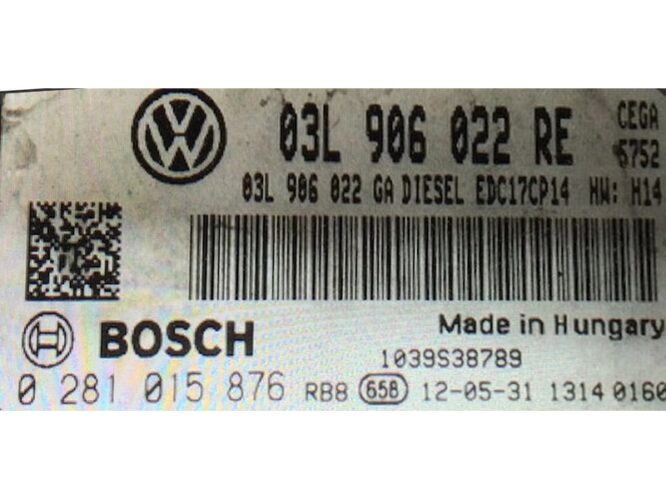 03L 906 022 RE CEGA
5752
03L 906 022 GA DIESEL EDC17CP14 HW: H14
BOSCH Made in Hungary
1039S38789
0 281 015 876 RB8 65B 12-05-31 1314 0160